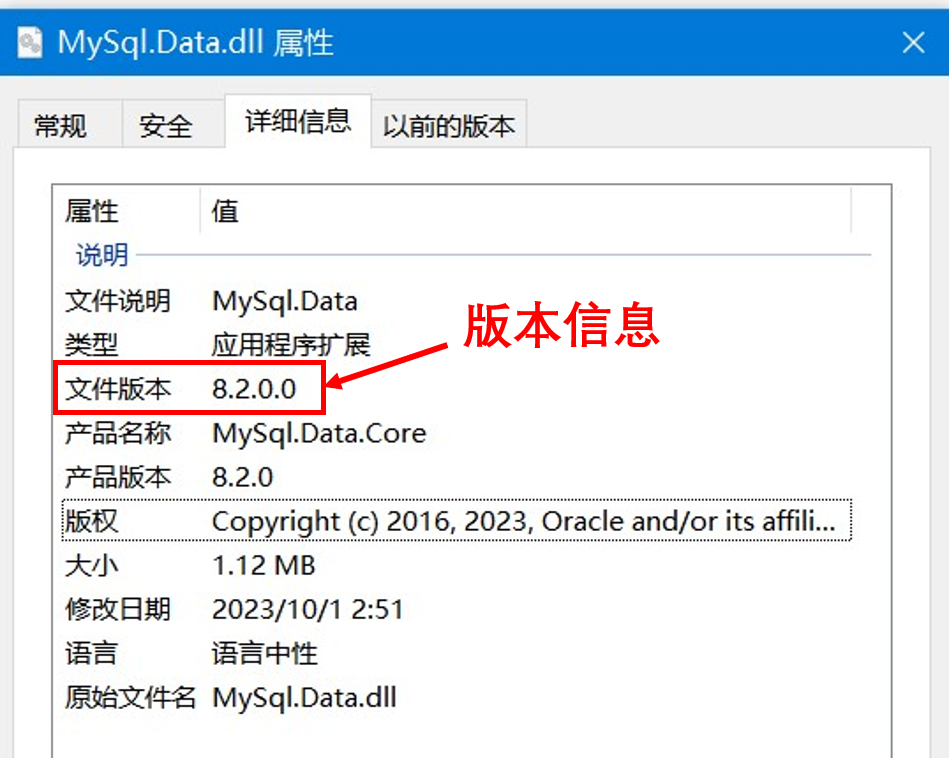 MySql.Data.dll 属性
常规 安全 详细信息 以前的版本
属性 值
说明
文件说明 MySql.Data
版本信息
类型 应用程序扩展
文件版本 8.2.0.0
产品名称 MySql.Data.Core
产品版本 8.2.0
版权 Copyright (c) 2016, 2023, Oracle and/or its affili...
大小 1.12 MB
修改日期 2023/10/1 2:51
语言 语言中性
原始文件名 MySql.Data.dll